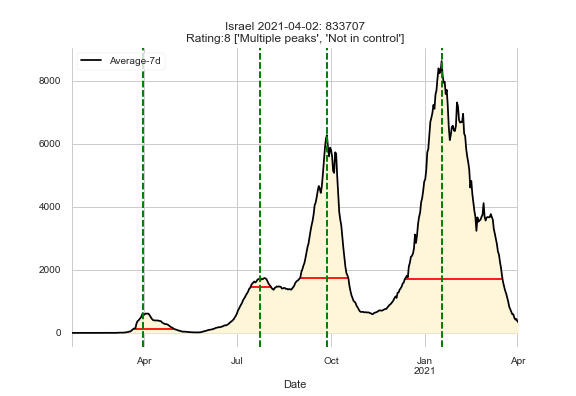 Israel 2021-04-02: 833707
Rating:8 ['Multiple peaks', 'Not in control']
Average-7d
8000
6000
4000
2000
0
Apr
Jul
Oct
Jan
2021
Apr
Date